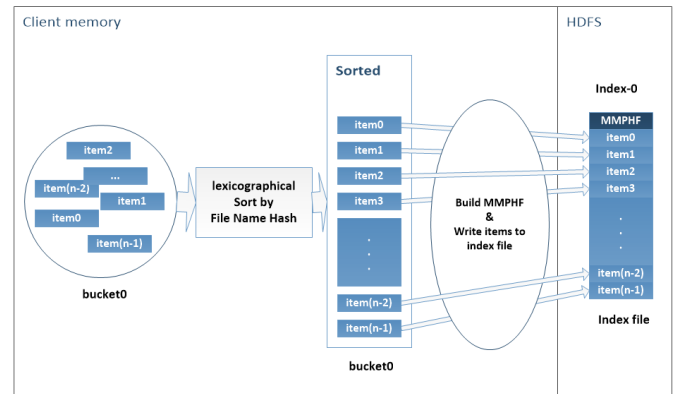 Client memory
HDFS
item2
...
item(n-2)
item1
item0
item(n-1)
bucket0
lexicographical
Sort by
File Name Hash
Sorted
item0
item1
item2
item3
.
.
.
item(n-2)
item(n-1)
bucket0
Build MMPHF
&
Write items to
index file
Index-0
MMPHF
item0
item1
item2
item3
.
.
.
item(n-2)
item(n-1)
Index file